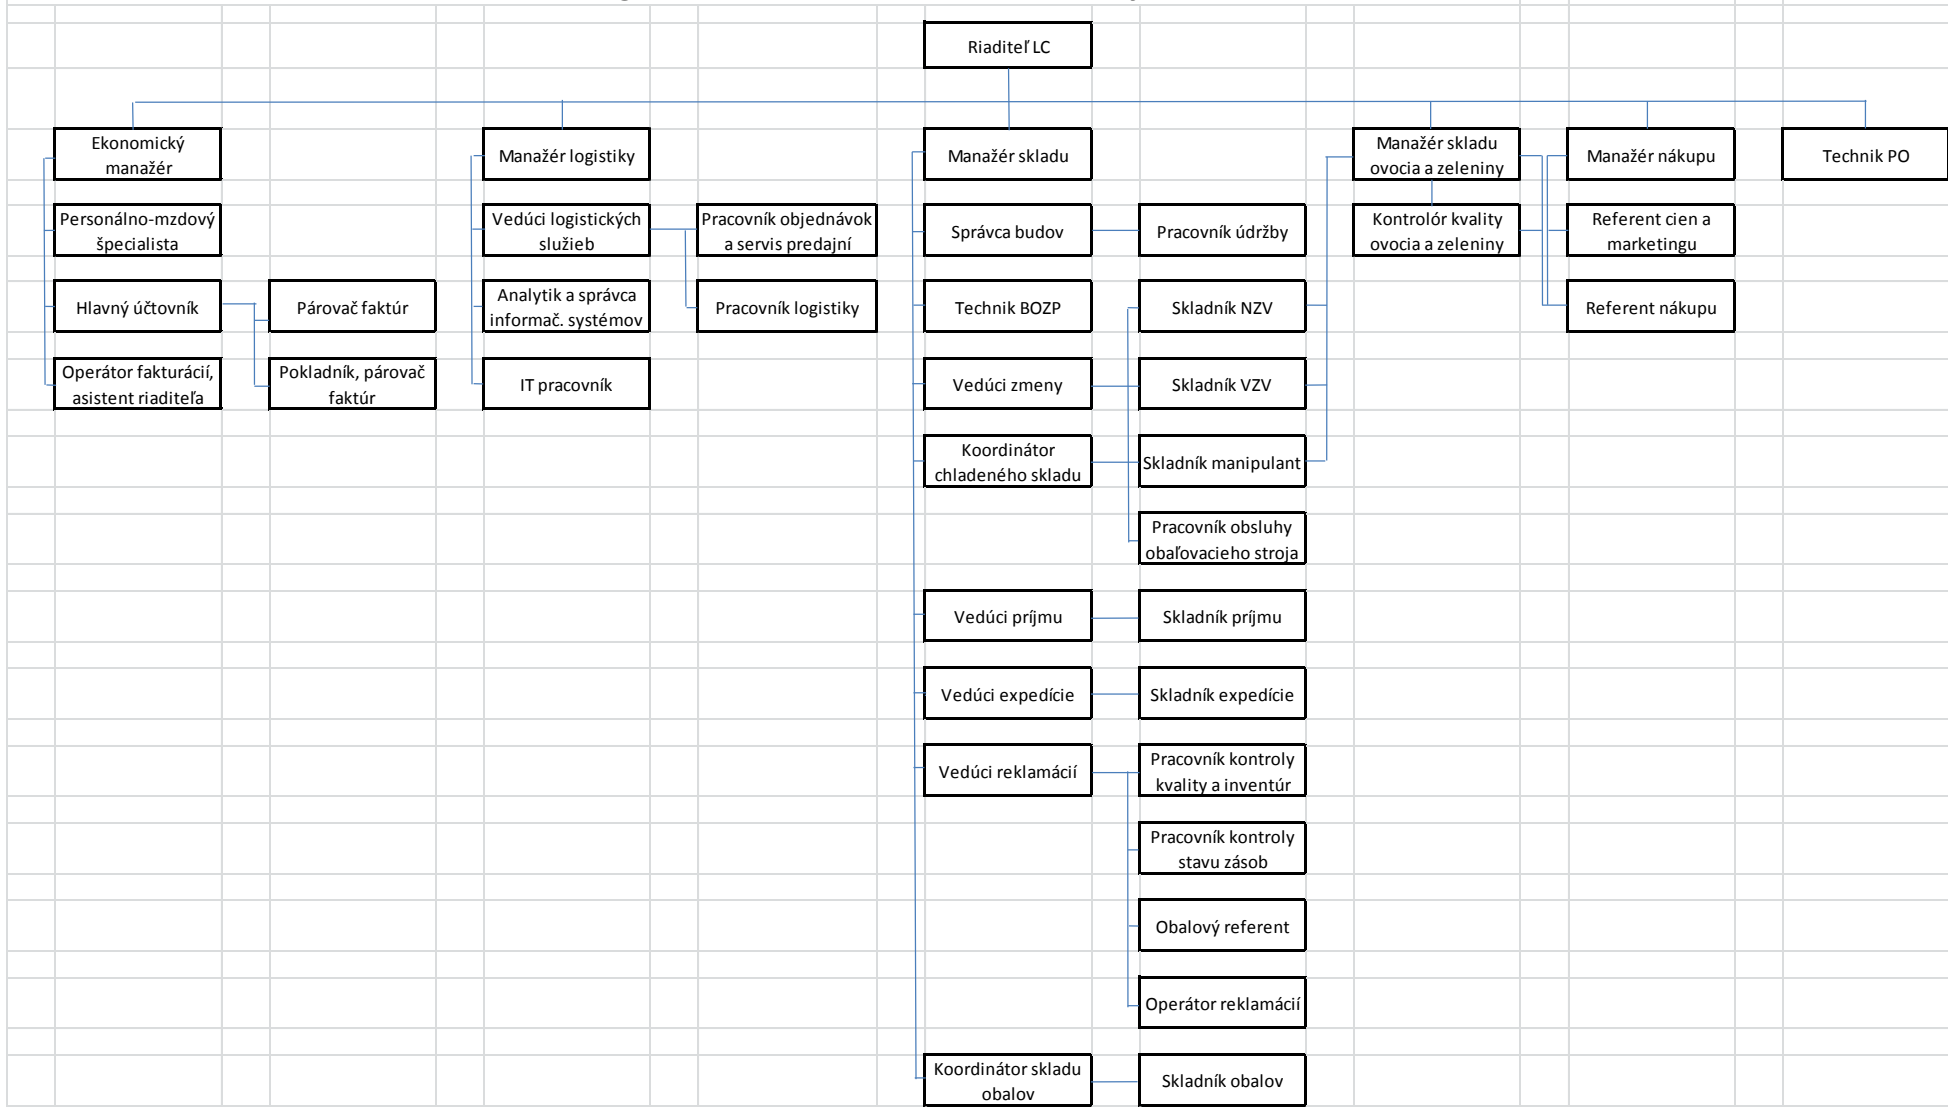 Riaditeľ LC
Ekonomický
manažér
Manažér logistiky
Manažér skladu
Manažér skladu
ovocia a zeleniny
Manažér nákupu
Technik PO
Personálno-mzdový
špecialista
Vedúci logistických
služieb
Pracovník objednávok
a servis predajní
Správca budov
Pracovník údržby
Kontrolór kvality
ovocia a zeleniny
Referent cien a
marketingu
Hlavný účtovník
Párovač faktúr
Analytik a správca
informač. systémov
Pracovník logistiky
Technik BOZP
Skladník NZV
Referent nákupu
Operátor fakturácií,
asistent riaditeľa
Pokladník, párovač
faktúr
IT pracovník
Vedúci zmeny
Skladník VZV
Koordinátor
chladeného skladu
Skladník manipulant
Pracovník obsluhy
obaľovacieho stroja
Vedúci príjmu
Skladník príjmu
Vedúci expedície
Skladník expedície
Vedúci reklamácií
Pracovník kontroly
kvality a inventúr
Pracovník kontroly
stavu zásob
Obalový referent
Operátor reklamácií
Koordinátor skladu
obalov
Skladník obalov